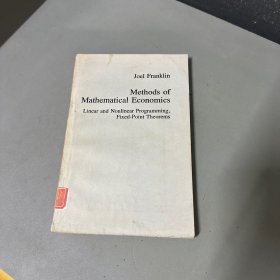 Joel Franklin
Methods of
Mathematical Economics
Linear and Nonlinear Programming,
Fixed-Point Theorems